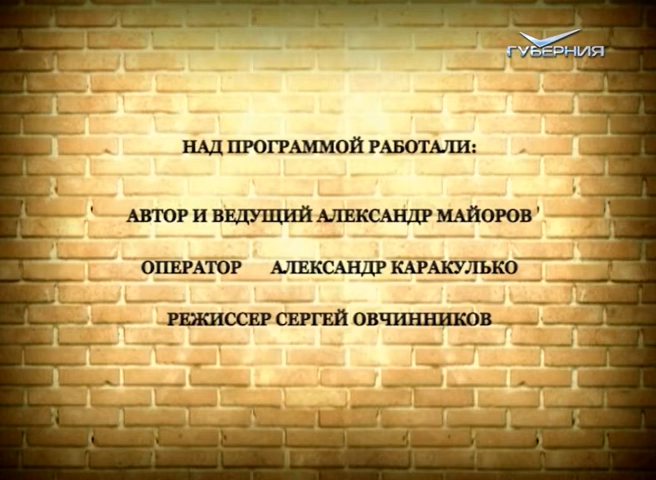 ГУБЕРНИЯ
НАД ПРОГРАММОЙ РАБОТАЛИ:
АВТОР И ВЕДУЩИЙ АЛЕКСАНДР МАЙОРОВ
ОПЕРАТОР АЛЕКСАНДР КАРАКУЛЬКО
РЕЖИССЕР СЕРГЕЙ ОВЧИННИКОВ